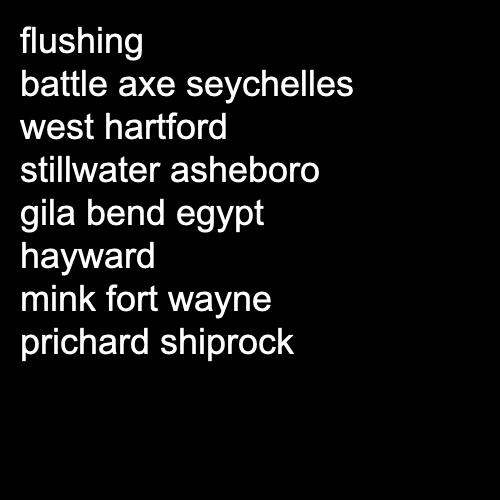 flushing
battle axe seychelles
west hartford
stillwater asheboro
gila bend egypt
hayward
mink fort wayne
prichard shiprock